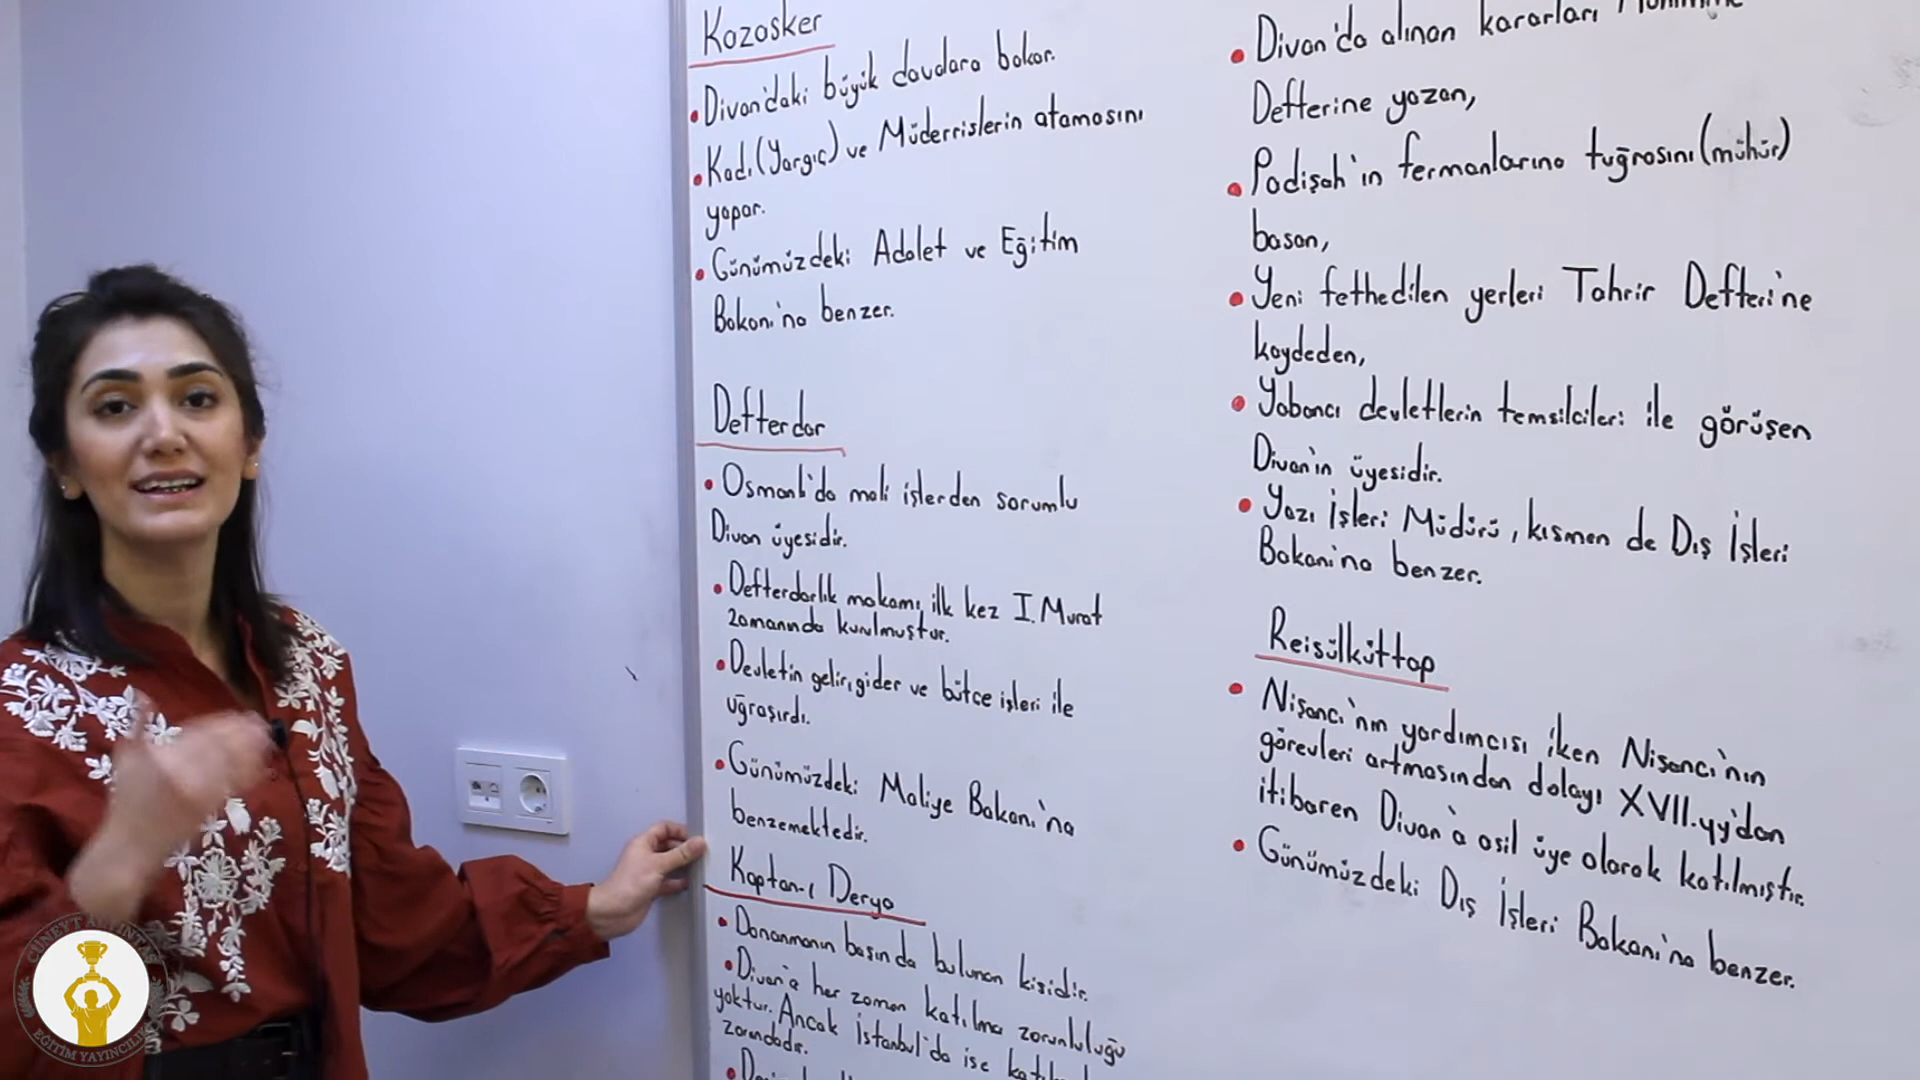 Kazasker
• Divan'daki büyük davalara bakar.
• Kadı (Yargıç) ve Müderrislerin atamasını
yapar.
• Günümüzdeki Adalet ve Eğitim
Bakanı'na benzer.
Defterdar
• Osmanlı'da mali işlerden sorumlu
Divan üyesidir.
• Defterdarlık makamı, ilk kez I. Murat
zamanında kurulmuştur.
• Devletin gelir, gider ve bütçe işleri ile
uğraşırdı.
• Günümüzdeki Maliye Bakanı'na
benzemektedir.
Kaptan-ı Derya
• Donanmanın başında bulunan kişidir.
• Divan'a her zaman katılma zorunluluğu
yoktur. Ancak İstanbul'da ise
zorundadır.
• Divan'da alınan kararları
Defterine yazan,
• Padişah'ın fermanlarına tuğrasını (mühür)
basan,
• Yeni fethedilen yerleri Tahrir Defteri'ne
kaydeden,
• Yabancı devletlerin temsilcileri ile görüşen
Divan'ın üyesidir.
• Yazı İşleri Müdürü, kısmen de Dış İşleri
Bakanı'na benzer.
Reisülküttap
• Nişancı'nın yardımcısı iken Nişancı'nın
görevleri artmasından dolayı XVII.yy'dan
itibaren Divan'a asil üye olarak katılmıştır.
• Günümüzdeki Dış İşleri Bakanı'na benzer.
CÜNEYT ALTINTAŞ
EĞİTİM YAYINCILIK